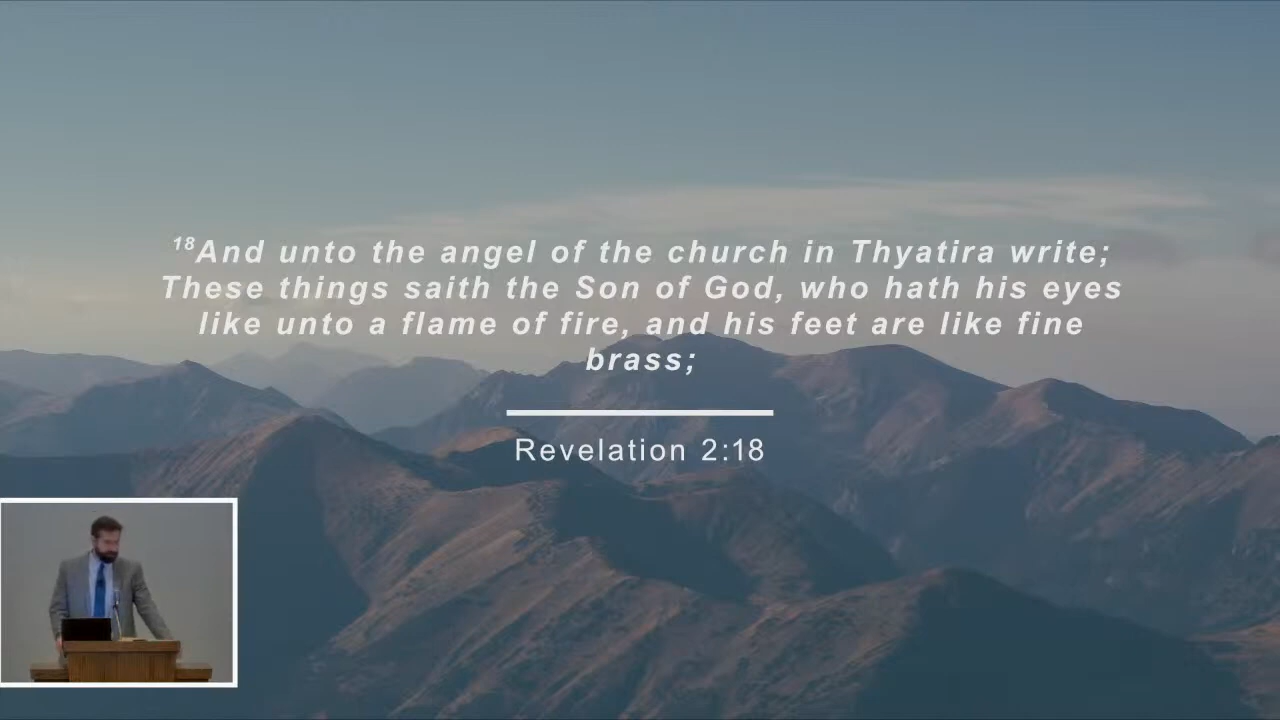 18And unto the angel of the church in Thyatira write;
These things saith the Son of God, who hath his eyes
like unto a flame of fire, and his feet are like fine
brass;
Revelation 2:18